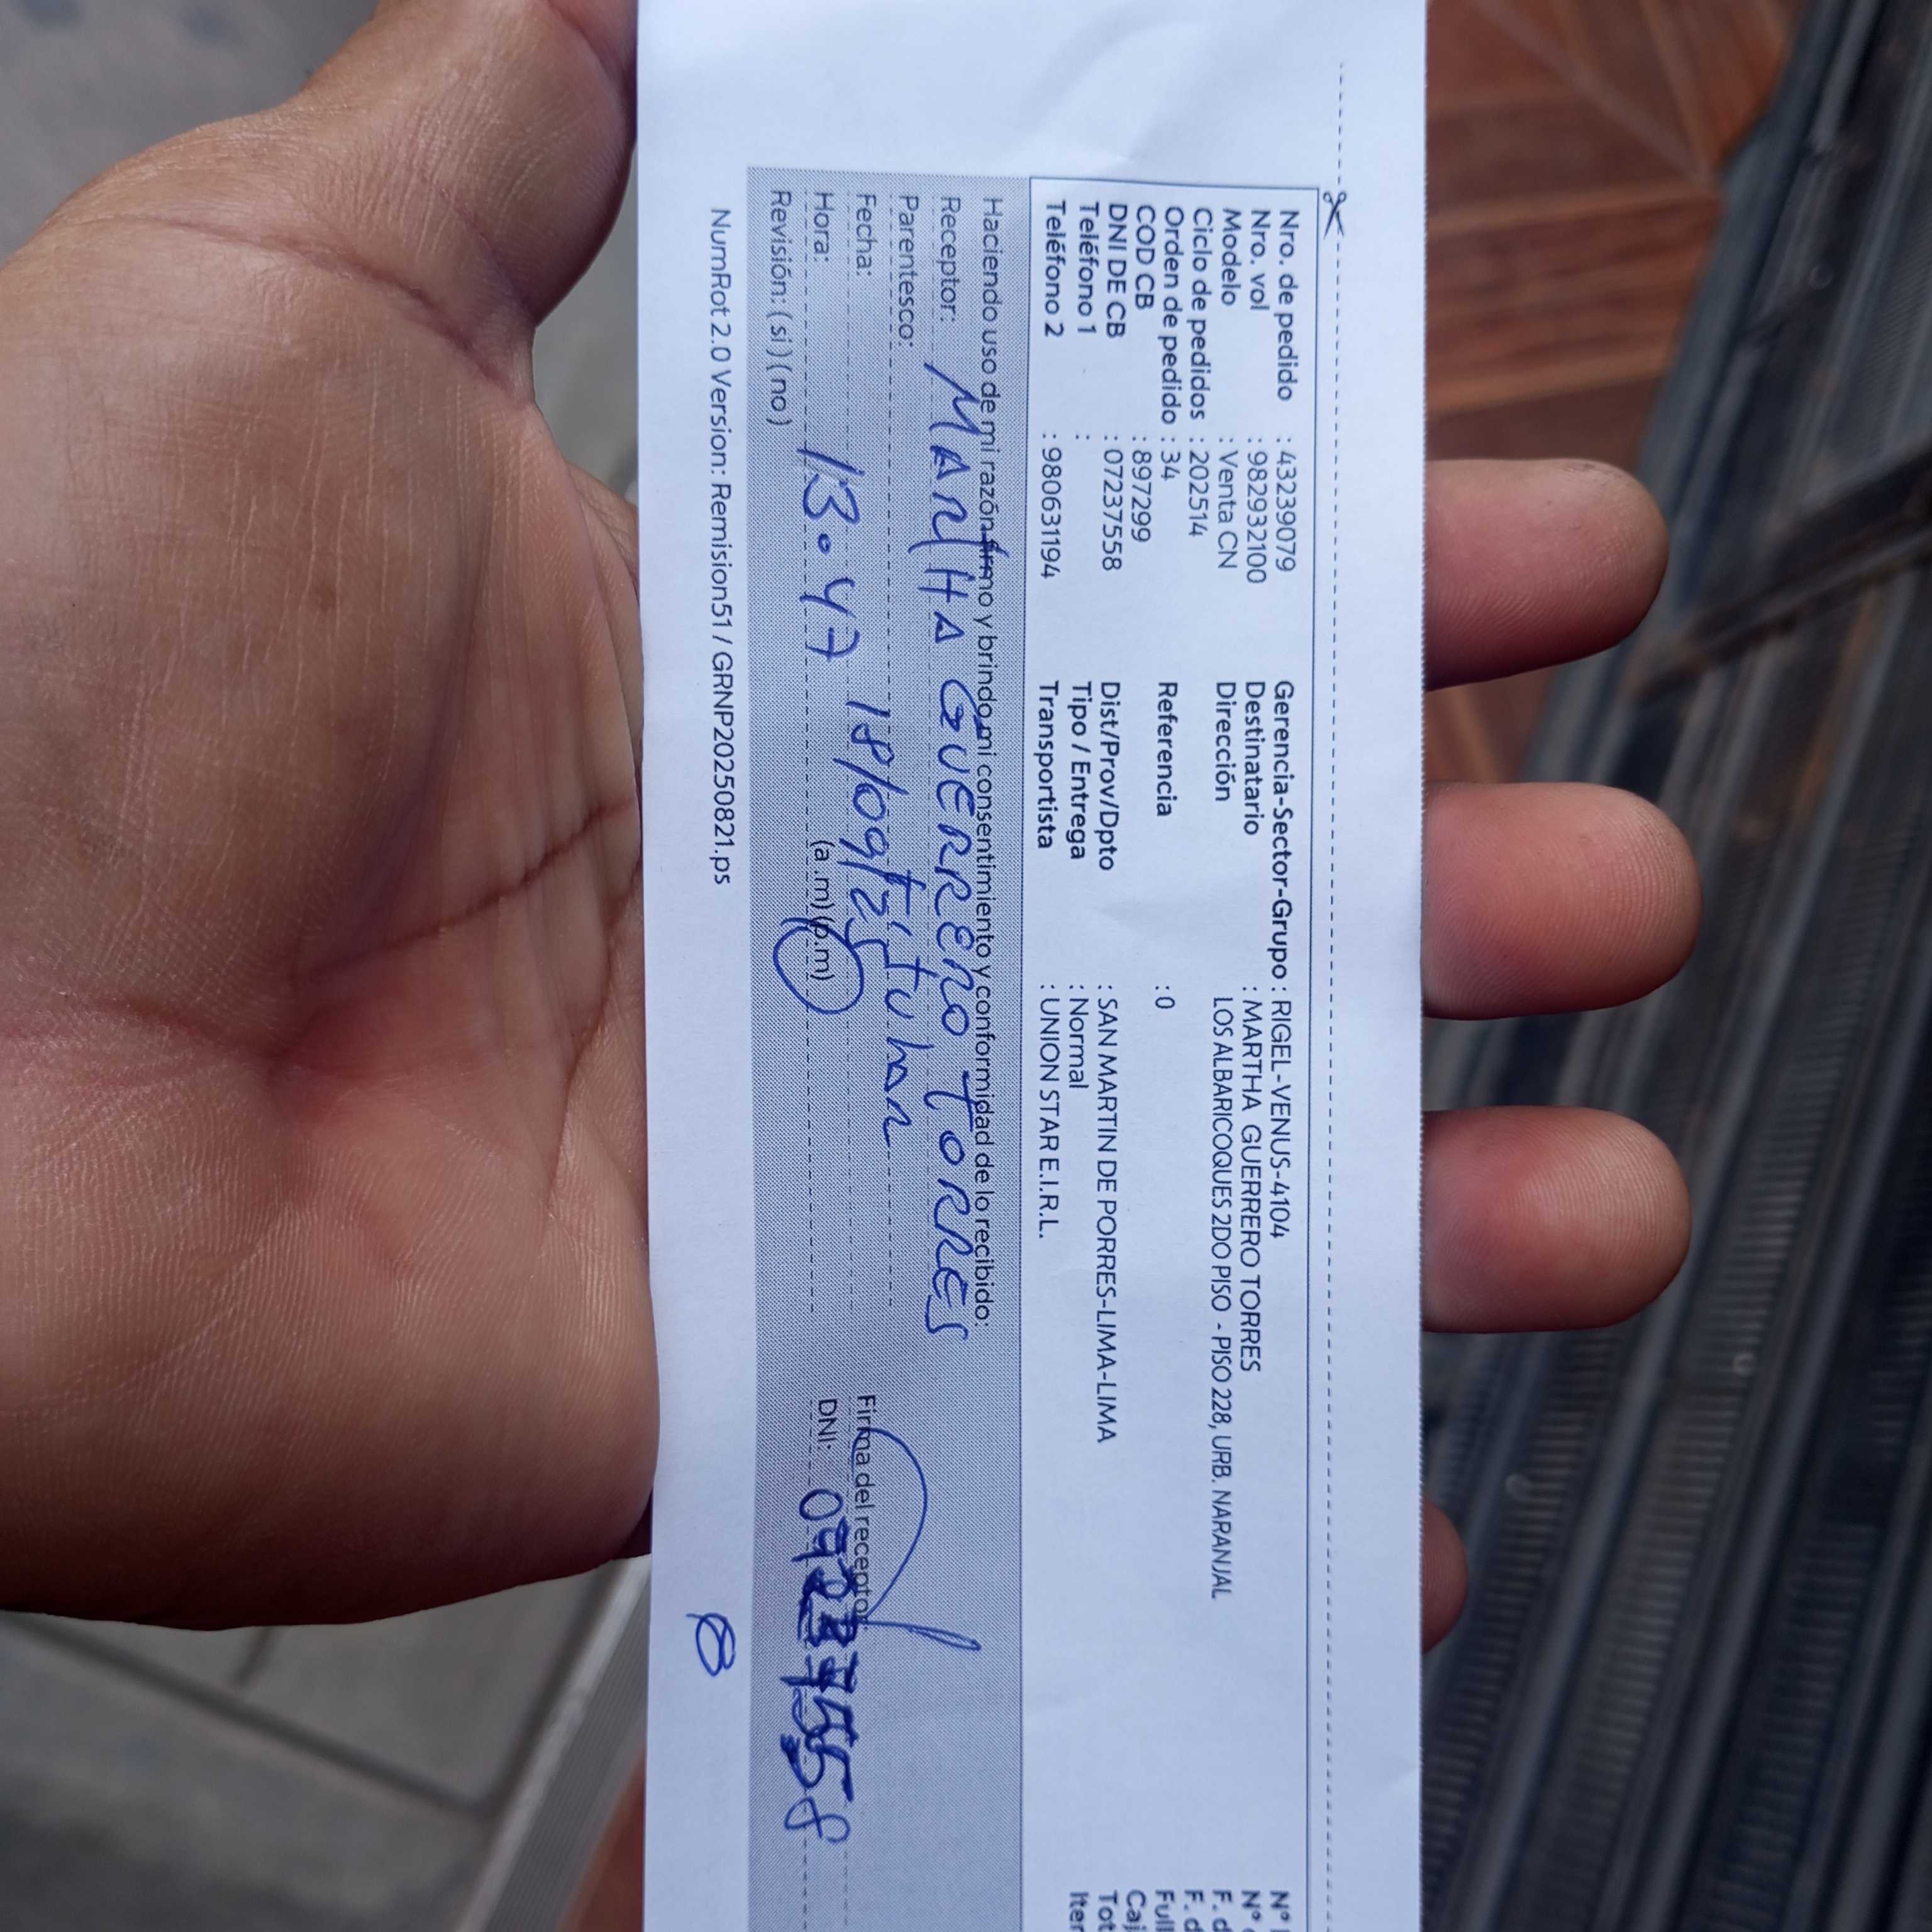 Nro. de pedido : 43239079
Nro. vol : 982932100
Modelo : Venta CN
Ciclo de pedidos : 202514
Orden de pedido : 34
COD CB : 897299
DNI DE CB : 07237558
Teléfono 1 :
Teléfono 2 : 980631194
Gerencia-Sector-Grupo : RIGEL-VENUS-4104
Destinatario : MARTHA GUERRERO TORRES
Dirección LOS ALBARICOQUES 2DO PISO - PISO 228, URB. NARANJAL
Referencia : 0
Dist/Prov/Dpto : SAN MARTIN DE PORRES-LIMA-LIMA
Tipo / Entrega : Normal
Transportista : UNION STAR E.I.R.L.
Haciendo uso de mi razón firmo y brindo mi consentimiento y conformidad de lo recibido:
Receptor: MARTHA GUERRERO TORRES
Parentesco: titular
Fecha: 18/09/25
Hora: 13:47 (a.m) (p.m)
Revisión: ( si ) ( no )
Firma del receptor
DNI:
NumRot 2.0 Version: Remision51 / GRNP20250821.ps
8